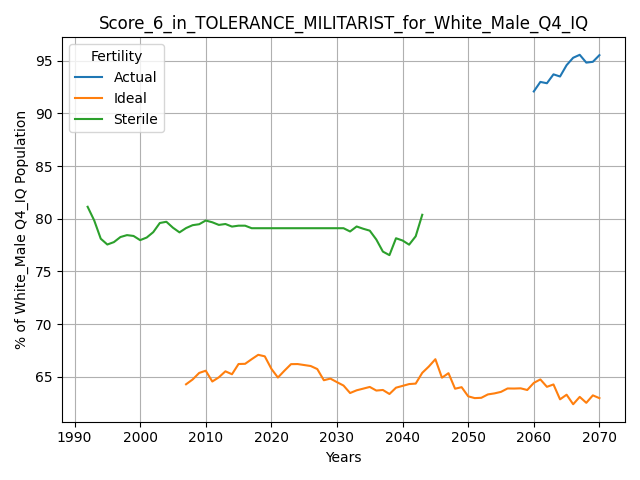 Score_6_in_TOLERANCE_MILITARIST_for_White_Male_Q4_IQ
Fertility
Actual
Ideal
Sterile
% of White_Male Q4_IQ Population
95
90
85
80
75
70
65
1990 2000 2010 2020 2030 2040 2050 2060 2070
Years